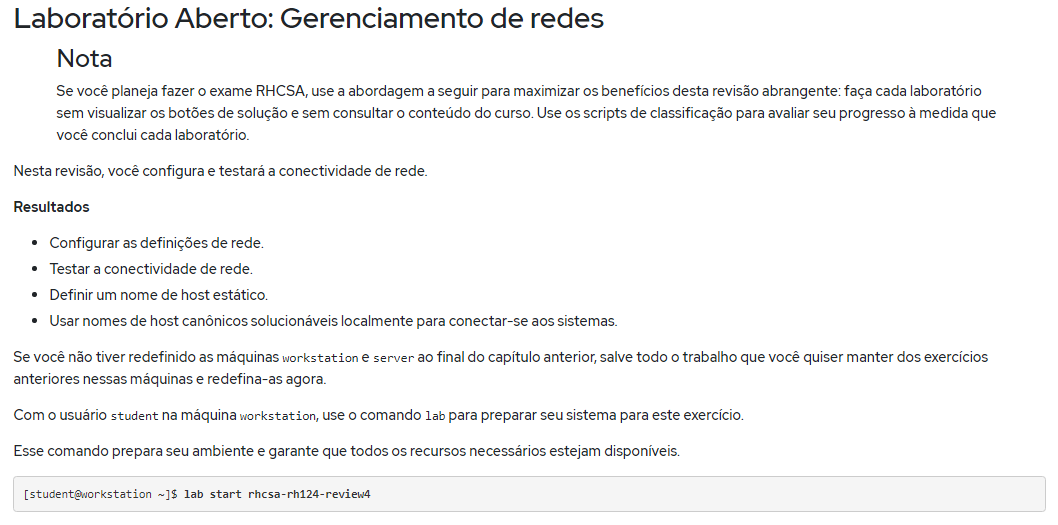 Laboratório Aberto: Gerenciamento de redes
Nota
Se você planeja fazer o exame RHCSA, use a abordagem a seguir para maximizar os benefícios desta revisão abrangente: faça cada laboratório
sem visualizar os botões de solução e sem consultar o conteúdo do curso. Use os scripts de classificação para avaliar seu progresso à medida que
você conclui cada laboratório.
Nesta revisão, você configura e testará a conectividade de rede.
Resultados
• Configurar as definições de rede.
• Testar a conectividade de rede.
• Definir um nome de host estático.
• Usar nomes de host canônicos solucionáveis localmente para conectar-se aos sistemas.
Se você não tiver redefinido as máquinas workstation e server ao final do capítulo anterior, salve todo o trabalho que você quiser manter dos exercícios
anteriores nessas máquinas e redefina-as agora.
Com o usuário student na máquina workstation, use o comando lab para preparar seu sistema para este exercício.
Esse comando prepara seu ambiente e garante que todos os recursos necessários estejam disponíveis.
[student@workstation ~]$ lab start rhcsa-rh124-review4